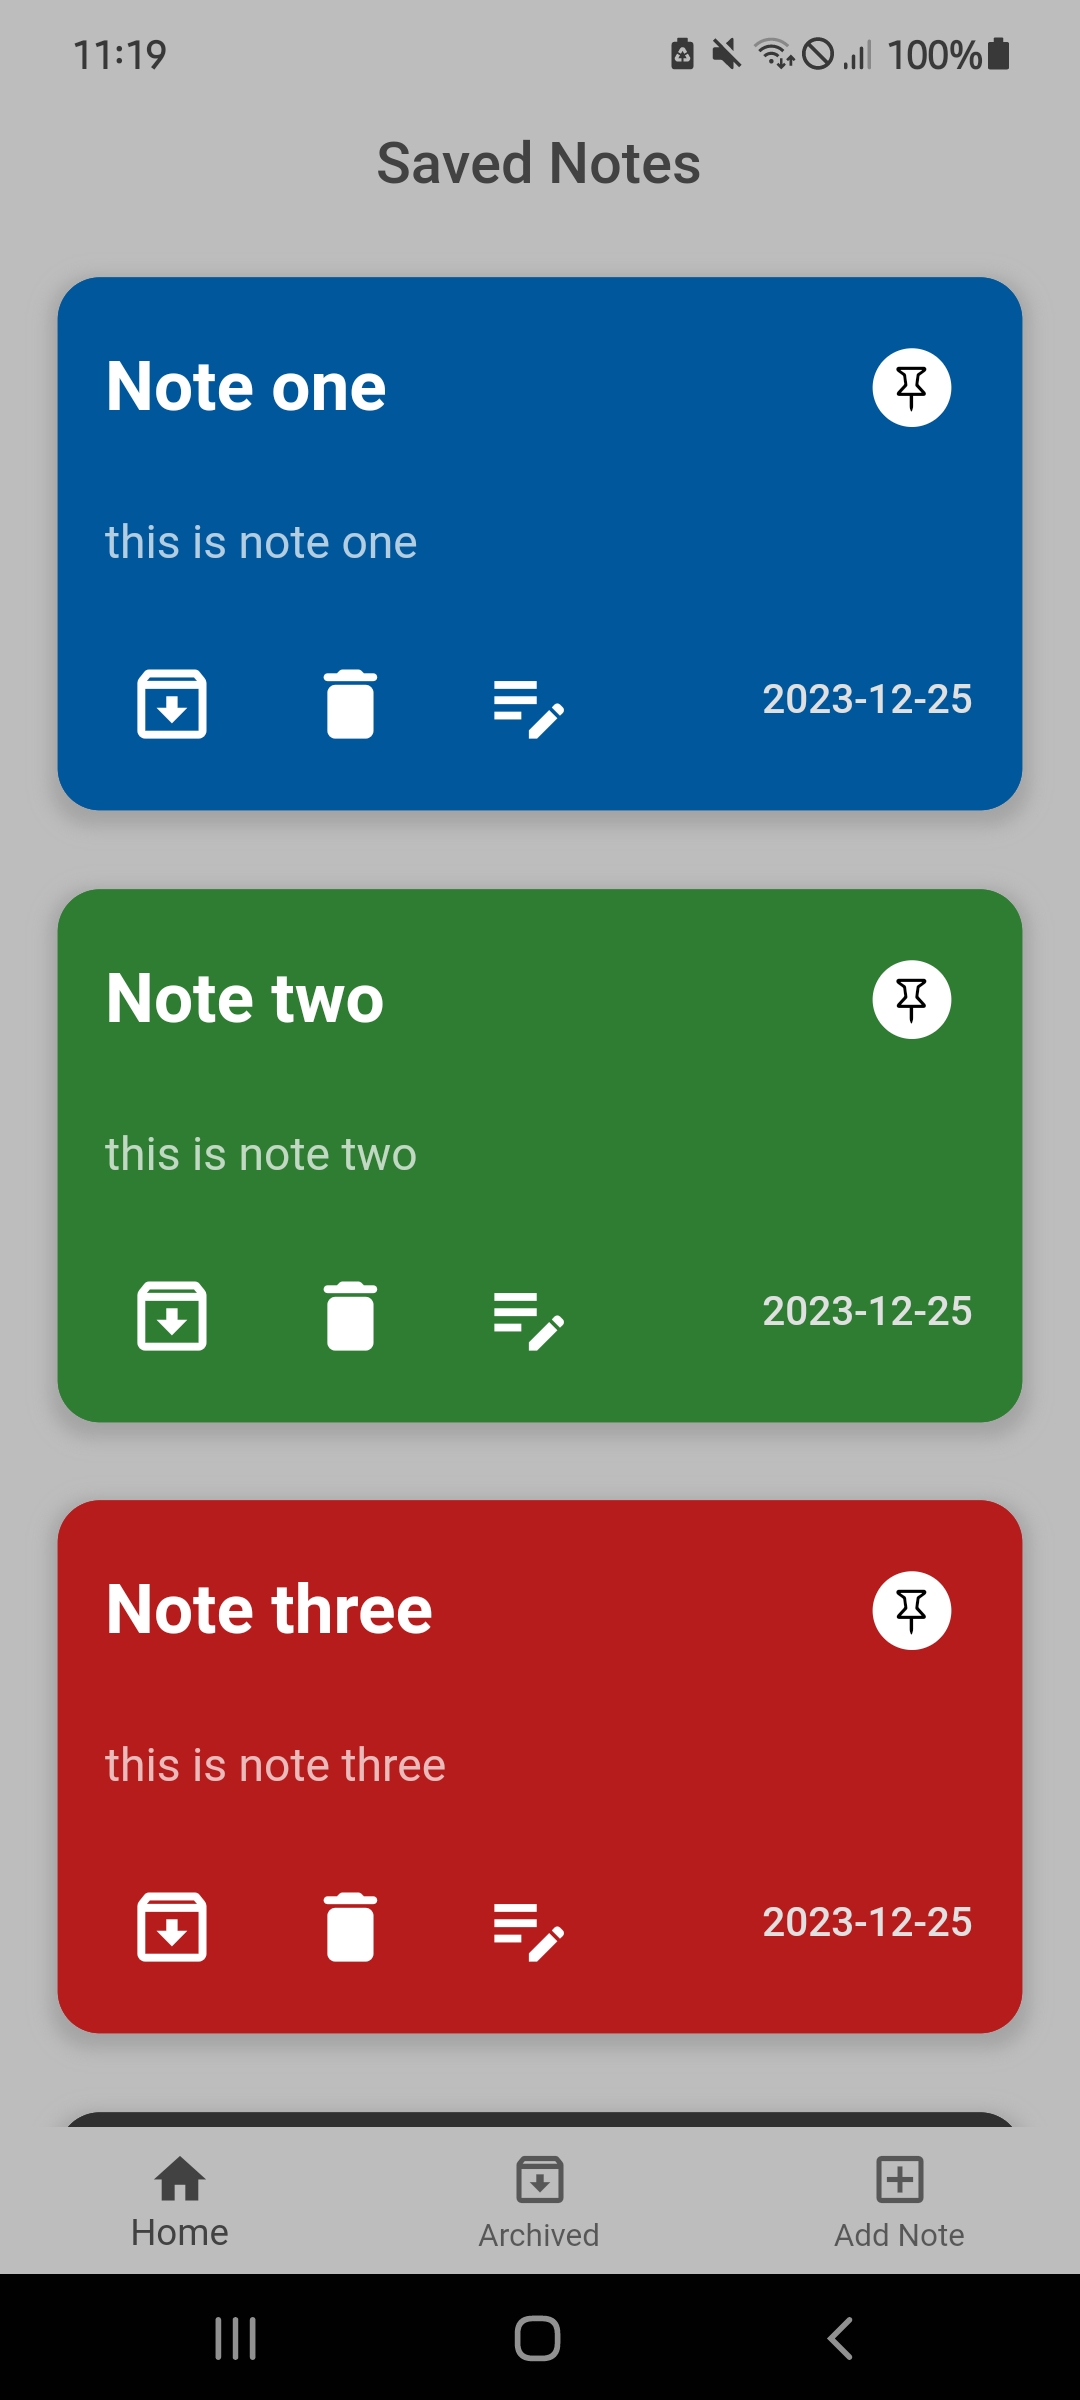 11:19
100%
Saved Notes
Note one
this is note one
2023-12-25
Note two
this is note two
2023-12-25
Note three
this is note three
2023-12-25
Home
Archived
Add Note